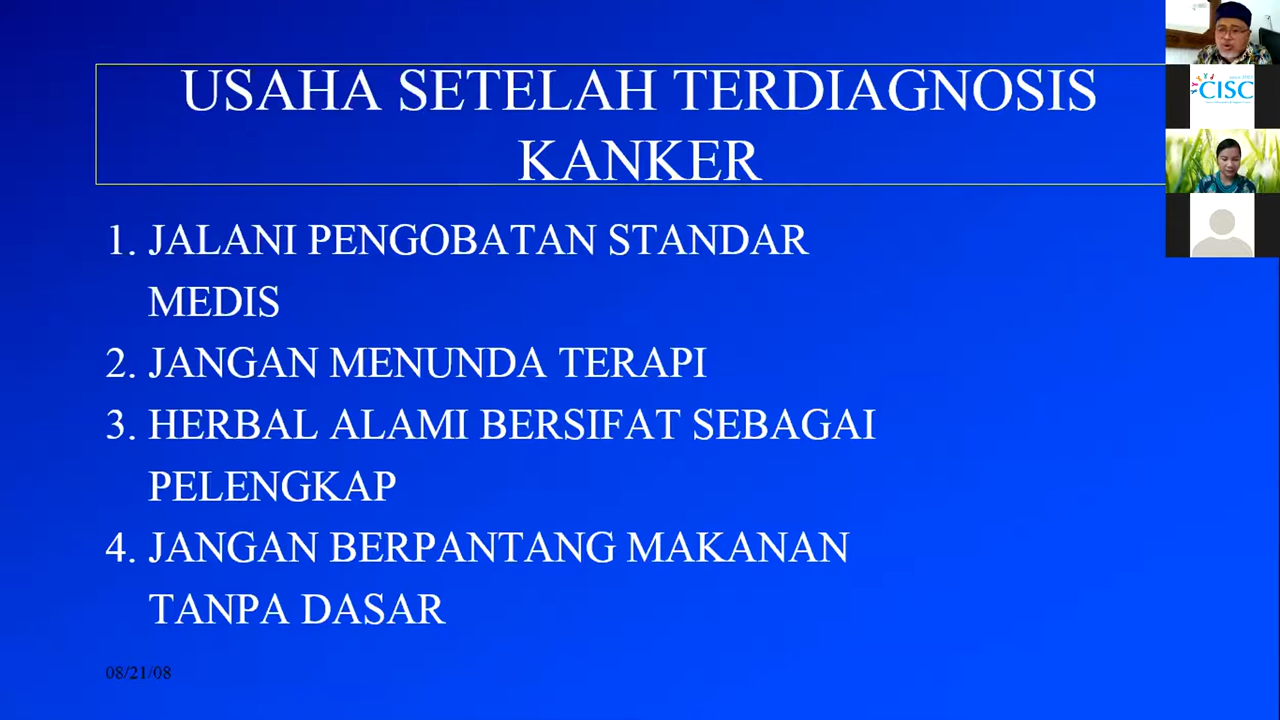 USAHA SETELAH TERDIAGNOSIS
KANKER
1. JALANI PENGOBATAN STANDAR
MEDIS
2. JANGAN MENUNDA TERAPI
3. HERBAL ALAMI BERSIFAT SEBAGAI
PELENGKAP
4. JANGAN BERPANTANG MAKANAN
TANPA DASAR
08/21/08
CISC